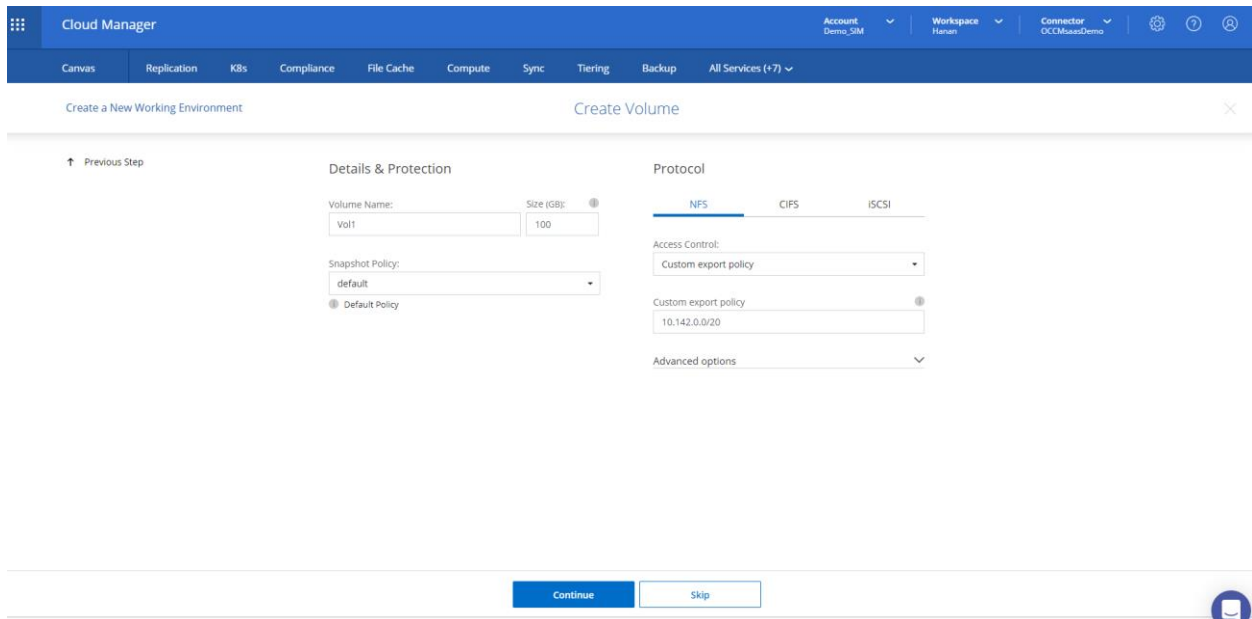 Cloud Manager
Account
Demo_SIM
Workspace
Hanan
Connector
OCCMsaasDemo
Canvas Replication K8s Compliance File Cache Compute Sync Tiering Backup All Services (+7)
Create a New Working Environment
Create Volume
Previous Step
Details & Protection
Volume Name:
Size (GB):
Vol1
100
Snapshot Policy:
default
Default Policy
Protocol
NFS CIFS iSCSI
Access Control:
Custom export policy
Custom export policy
10.142.0.0/20
Advanced options
Continue
Skip